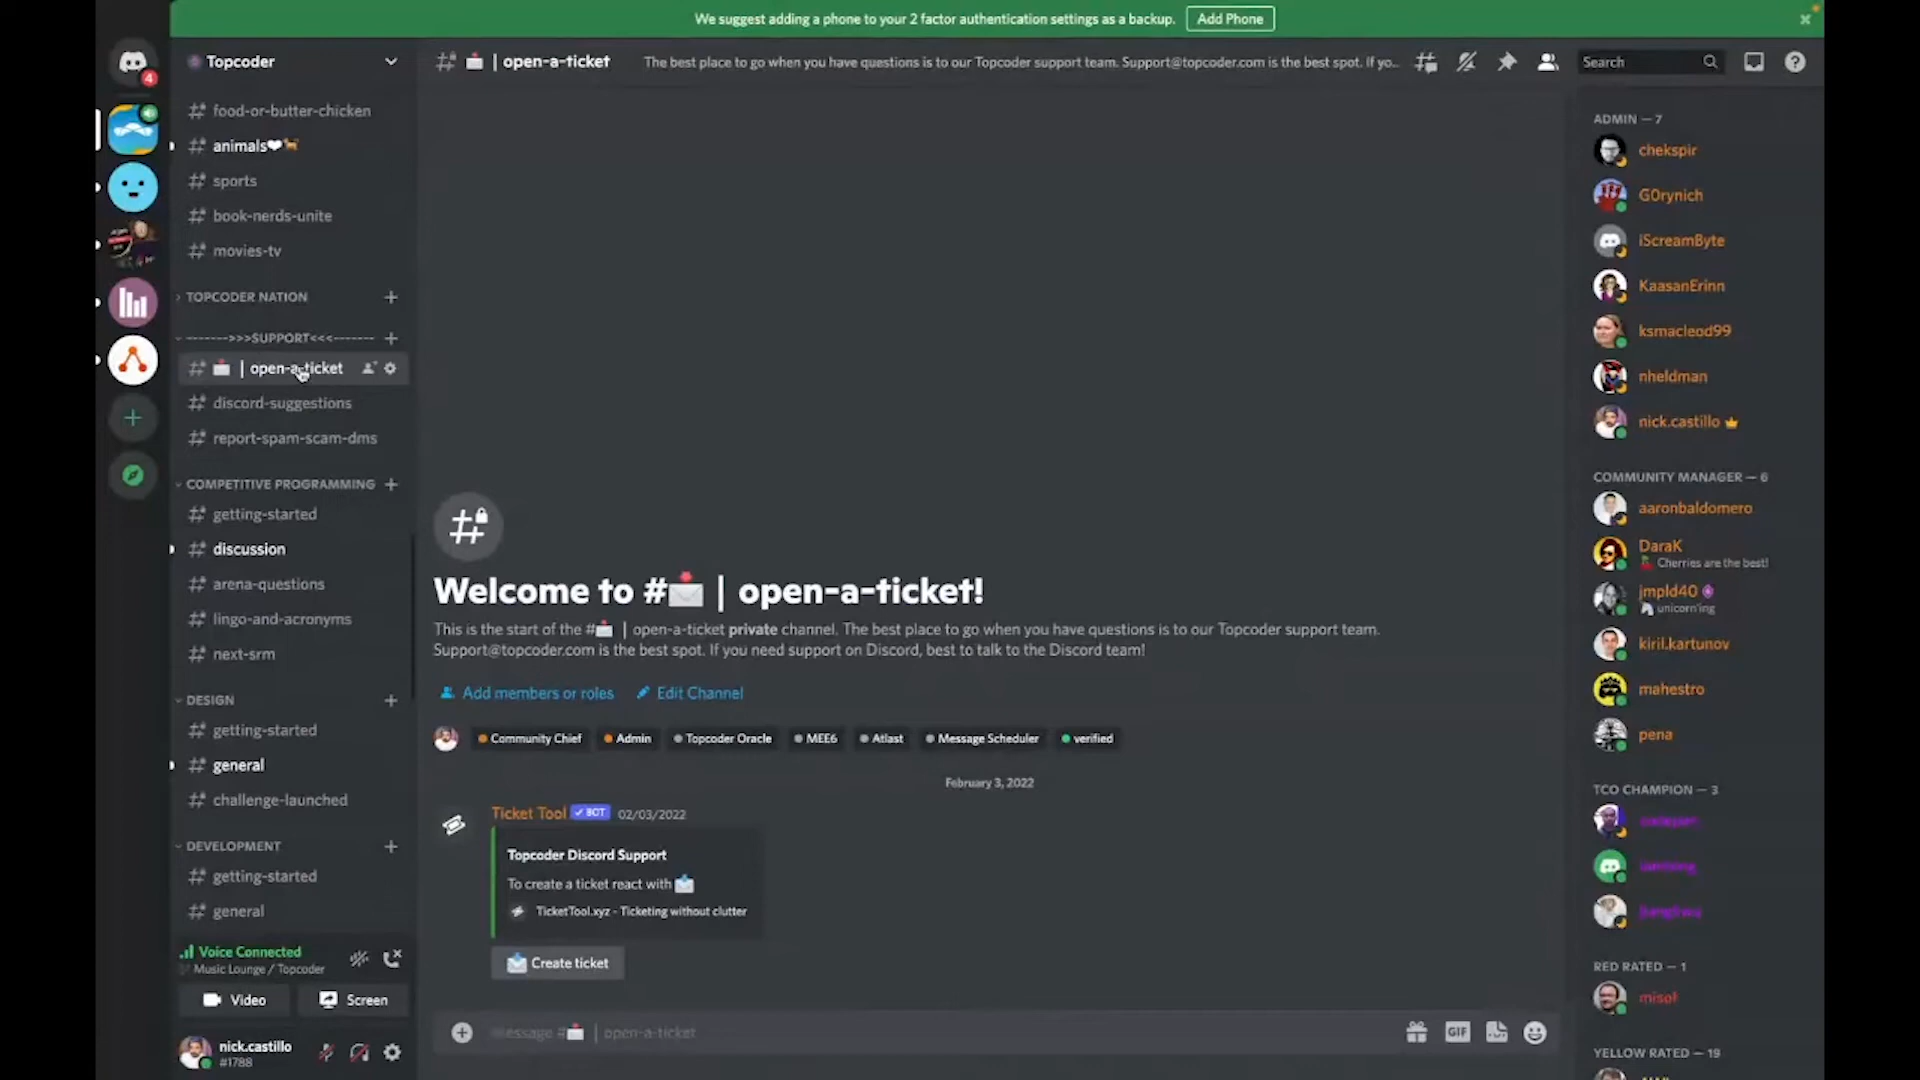 We suggest adding a phone to your 2 factor authentication settings as a backup. Add Phone
4
Topcoder
📩 | open-a-ticket
The best place to go when you have questions is to our Topcoder support team. Support@topcoder.com is the best spot. If yo...
Search
food-or-butter-chicken
animals❤🐕
sports
book-nerds-unite
movies-tv
TOPCODER NATION
------->>>SUPPORT<<<-------
📩 | open-a-ticket
discord-suggestions
report-spam-scam-dms
COMPETITIVE PROGRAMMING
getting-started
discussion
arena-questions
lingo-and-acronyms
next-srm
DESIGN
getting-started
general
challenge-launched
DEVELOPMENT
getting-started
general
Voice Connected
Music Lounge / Topcoder
Video
Screen
nick.castillo
#1788
Welcome to #📩 | open-a-ticket!
This is the start of the #📩 | open-a-ticket private channel. The best place to go when you have questions is to our Topcoder support team.
Support@topcoder.com is the best spot. If you need support on Discord, best to talk to the Discord team!
Add members or roles
Edit Channel
Community Chief
Admin
Topcoder Oracle
MEE6
Atlast
Message Scheduler
verified
February 3, 2022
Ticket Tool ✓ BOT 02/03/2022
Topcoder Discord Support
To create a ticket react with 📩
TicketTool.xyz - Ticketing without clutter
📩 Create ticket
Message #📩 | open-a-ticket
GIF
ADMIN — 7
chekspir
G0rynich
iScreamByte
KaasanErinn
ksmacleod99
nheldman
nick.castillo
COMMUNITY MANAGER — 6
aaronbaldomero
DaraK
🍒 Cherries are the best!
jmpld40
🦄 unicorn'ing
kiril.kartunov
mahestro
pena
TCO CHAMPION — 3
RED RATED — 1
misof
YELLOW RATED — 19